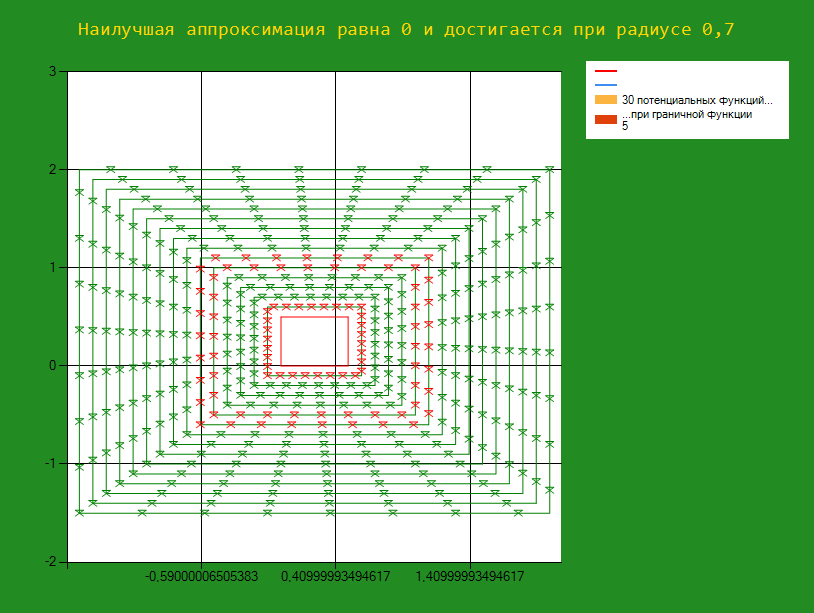 Наилучшая аппроксимация равна 0 и достигается при радиусе 0,7
30 потенциальных функций...
...при граничной функции
5
3
2
1
0
-1
-2
-0,59000006505383 0,40999993494617 1,40999993494617